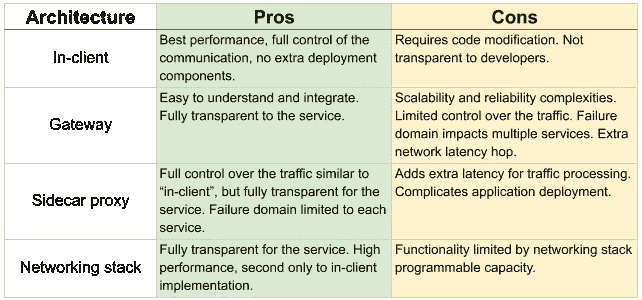 Architecture Pros Cons
In-client
Best performance, full control of the
communication, no extra deployment
components.
Requires code modification. Not
transparent to developers.
Gateway
Easy to understand and integrate.
Fully transparent to the service.
Scalability and reliability complexities.
Limited control over the traffic. Failure
domain impacts multiple services. Extra
network latency hop.
Sidecar proxy
Full control over the traffic similar to
“in-client”, but fully transparent for the
service. Failure domain limited to each
service.
Adds extra latency for traffic processing.
Complicates application deployment.
Networking stack
Fully transparent for the service. High
performance, second only to in-client
implementation.
Functionality limited by networking stack
programmable capacity.